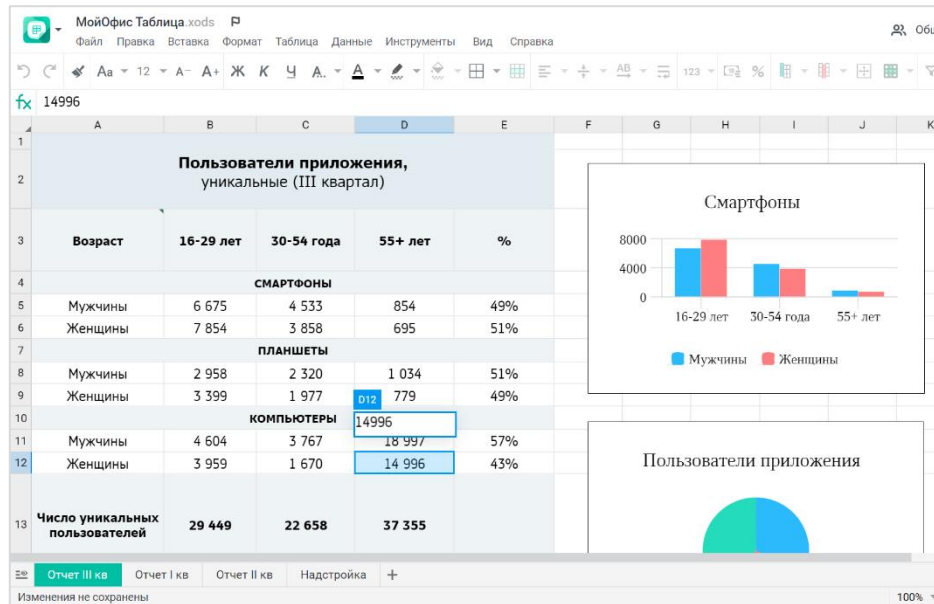 МойОфис Таблица.xods
Файл Правка Вставка Формат Таблица Данные Инструменты Вид Справка
Aa 12 A− A+ Ж К Ч A. A AB 123 %
fx 14996
A B C D E F G H I J K
1
2 Пользователи приложения,
уникальные (III квартал)
3 Возраст 16-29 лет 30-54 года 55+ лет %
4 СМАРТФОНЫ
5 Мужчины 6 675 4 533 854 49%
6 Женщины 7 854 3 858 695 51%
7 ПЛАНШЕТЫ
8 Мужчины 2 958 2 320 1 034 51%
9 Женщины 3 399 1 977 D12 779 49%
10 КОМПЬЮТЕРЫ 14996
11 Мужчины 4 604 3 767 18 997 57%
12 Женщины 3 959 1 670 14 996 43%
13 Число уникальных
пользователей 29 449 22 658 37 355
Смартфоны
8000
4000
0
16-29 лет 30-54 года 55+ лет
Мужчины Женщины
Пользователи приложения
Отчет III кв Отчет I кв Отчет II кв Надстройка +
Изменения не сохранены 100%